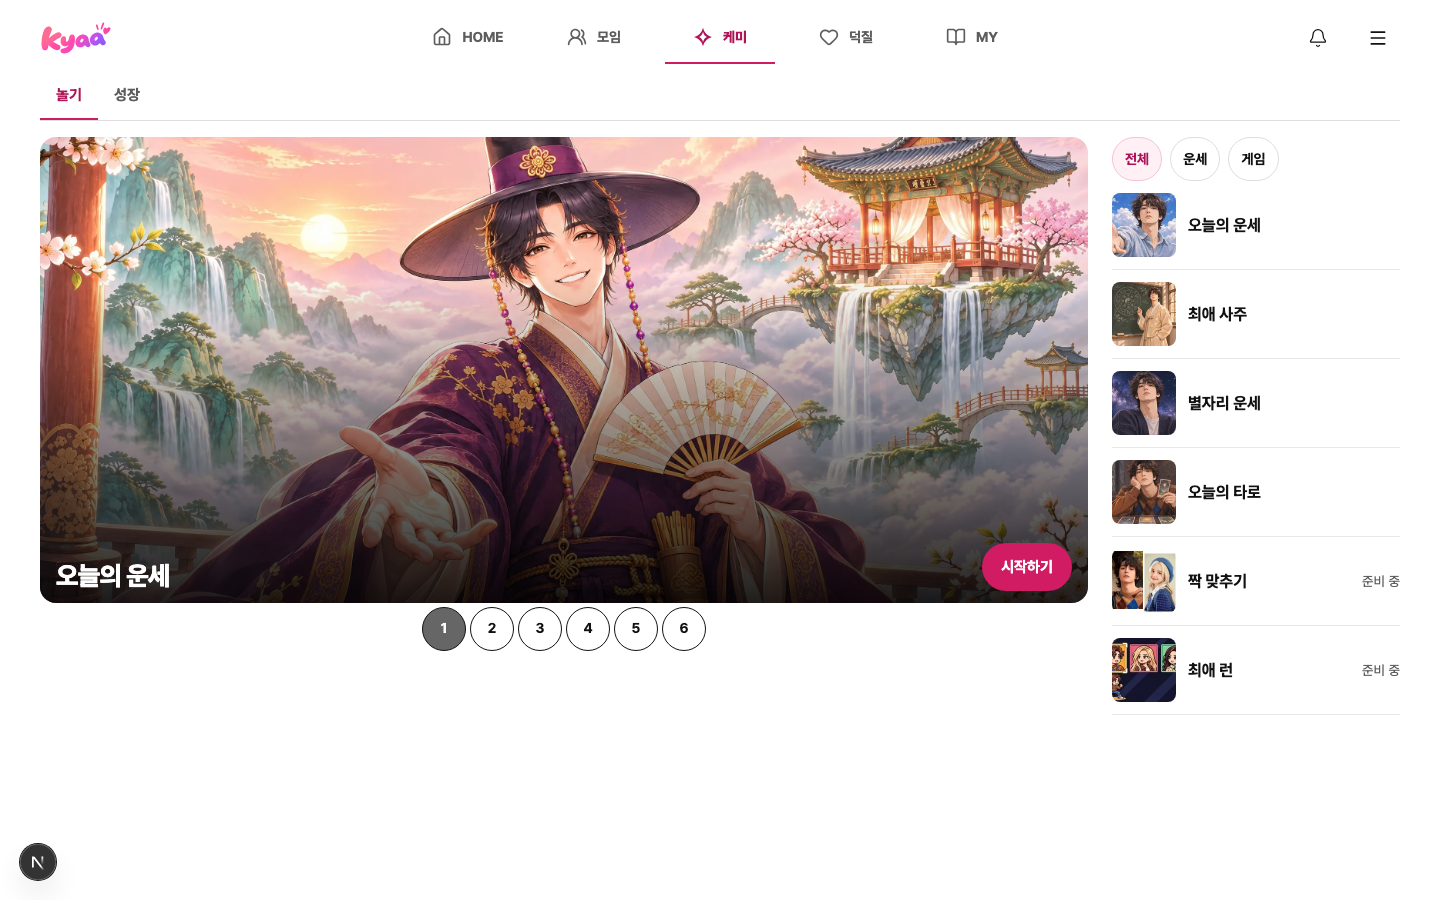 kyaa
HOME
모임
케미
덕질
MY
놀기
성장
전체
운세
게임
오늘의 운세
최애 사주
별자리 운세
오늘의 타로
짝 맞추기
준비 중
최애 런
준비 중
오늘의 운세
시작하기
1
2
3
4
5
6
N